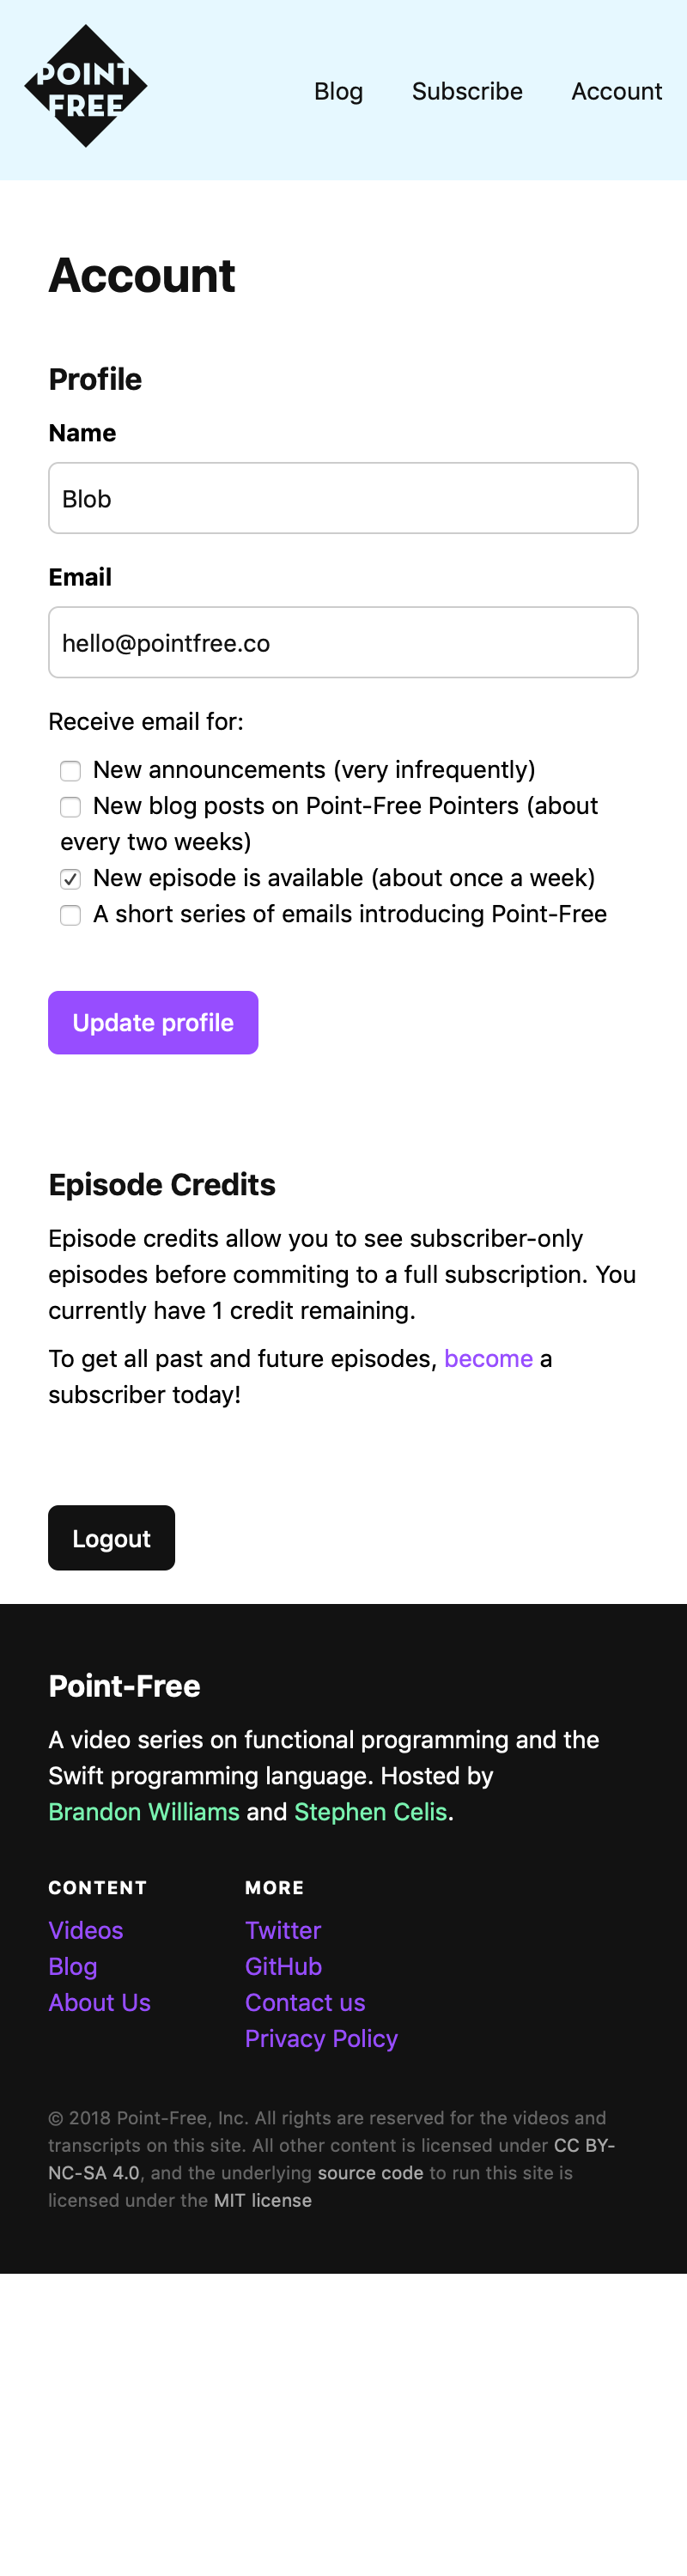 POINT
FREE
Blog Subscribe Account
Account
Profile
Name
Blob
Email
hello@pointfree.co
Receive email for:
New announcements (very infrequently)
New blog posts on Point-Free Pointers (about
every two weeks)
New episode is available (about once a week)
A short series of emails introducing Point-Free
Update profile
Episode Credits
Episode credits allow you to see subscriber-only
episodes before commiting to a full subscription. You
currently have 1 credit remaining.
To get all past and future episodes, become a
subscriber today!
Logout
Point-Free
A video series on functional programming and the
Swift programming language. Hosted by
Brandon Williams and Stephen Celis.
CONTENT
Videos
Blog
About Us
MORE
Twitter
GitHub
Contact us
Privacy Policy
© 2018 Point-Free, Inc. All rights are reserved for the videos and
transcripts on this site. All other content is licensed under CC BY-
NC-SA 4.0, and the underlying source code to run this site is
licensed under the MIT license